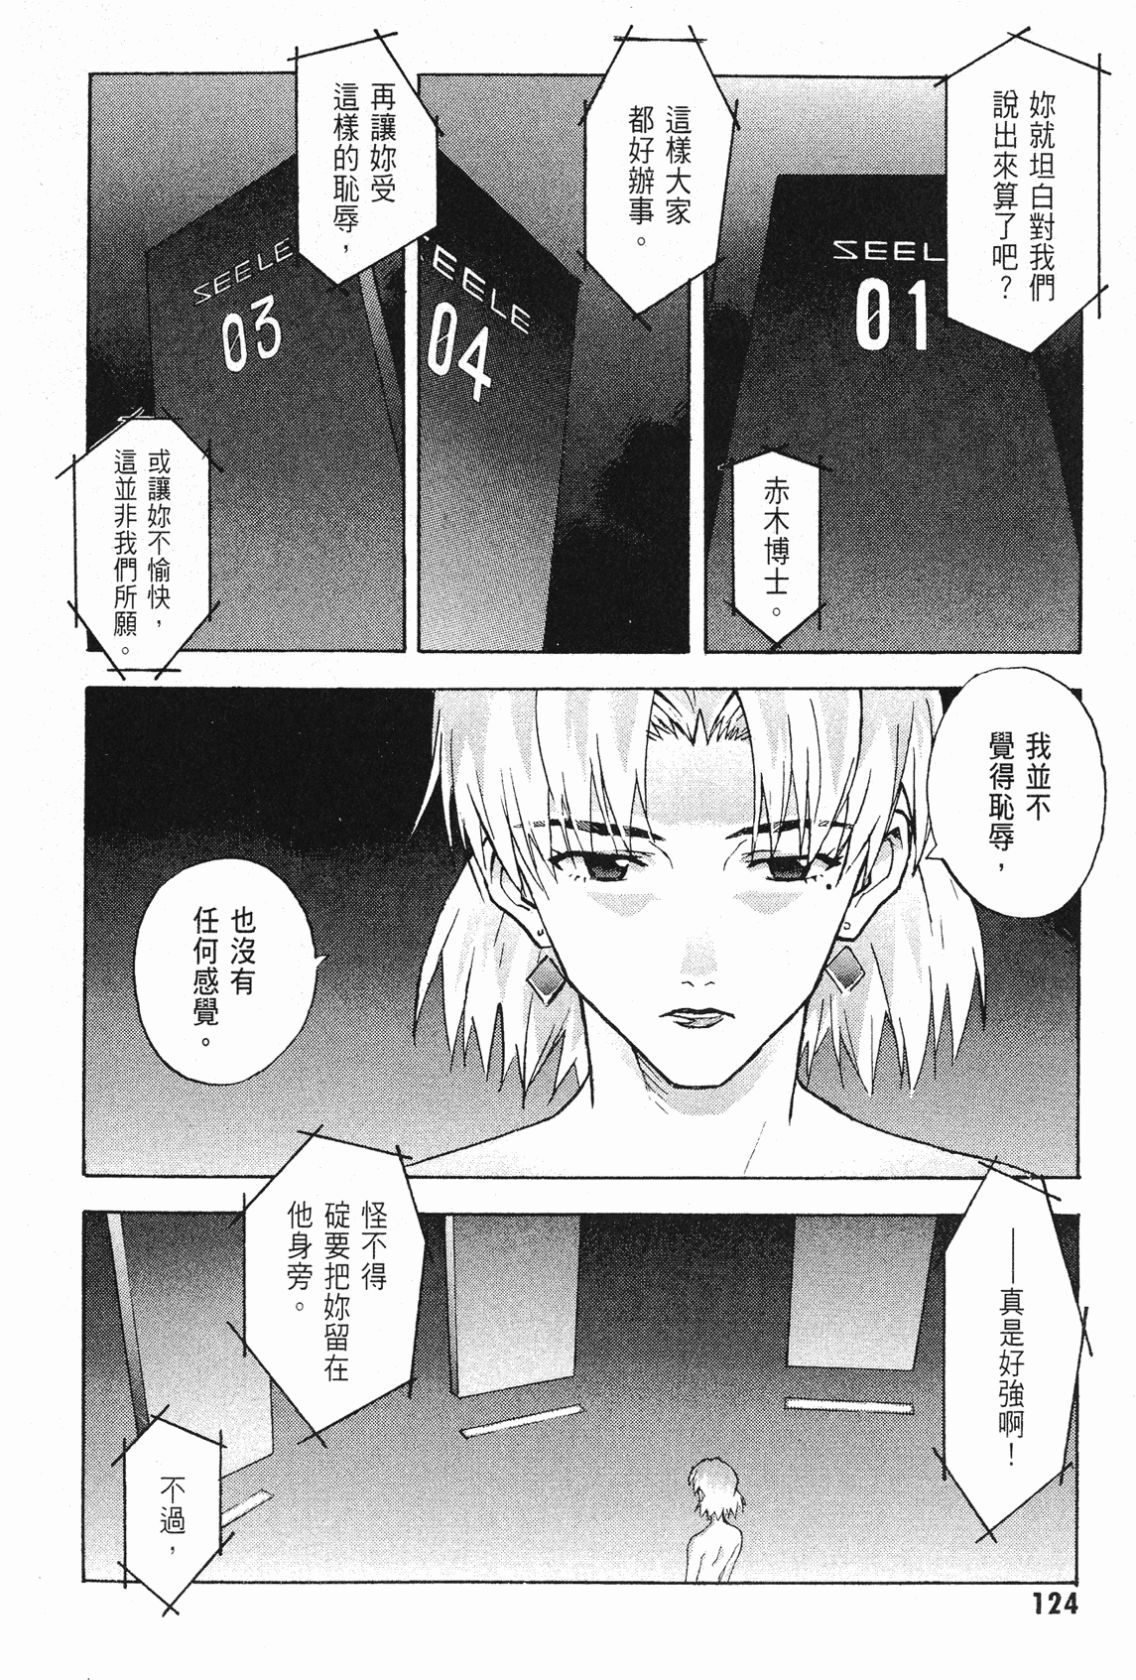 妳就坦白對我們
說出來算了吧？
SEEL
01
赤木博士。
這樣大家
都好辦事。
SEELE
04
再讓妳受
這樣的恥辱，
SEELE
03
或讓妳不愉快，
這並非我們所願。
我並不
覺得恥辱，
也沒有
任何感覺。
——真是好強啊！
怪不得
碇要把妳留在
他身旁。
不過，
124